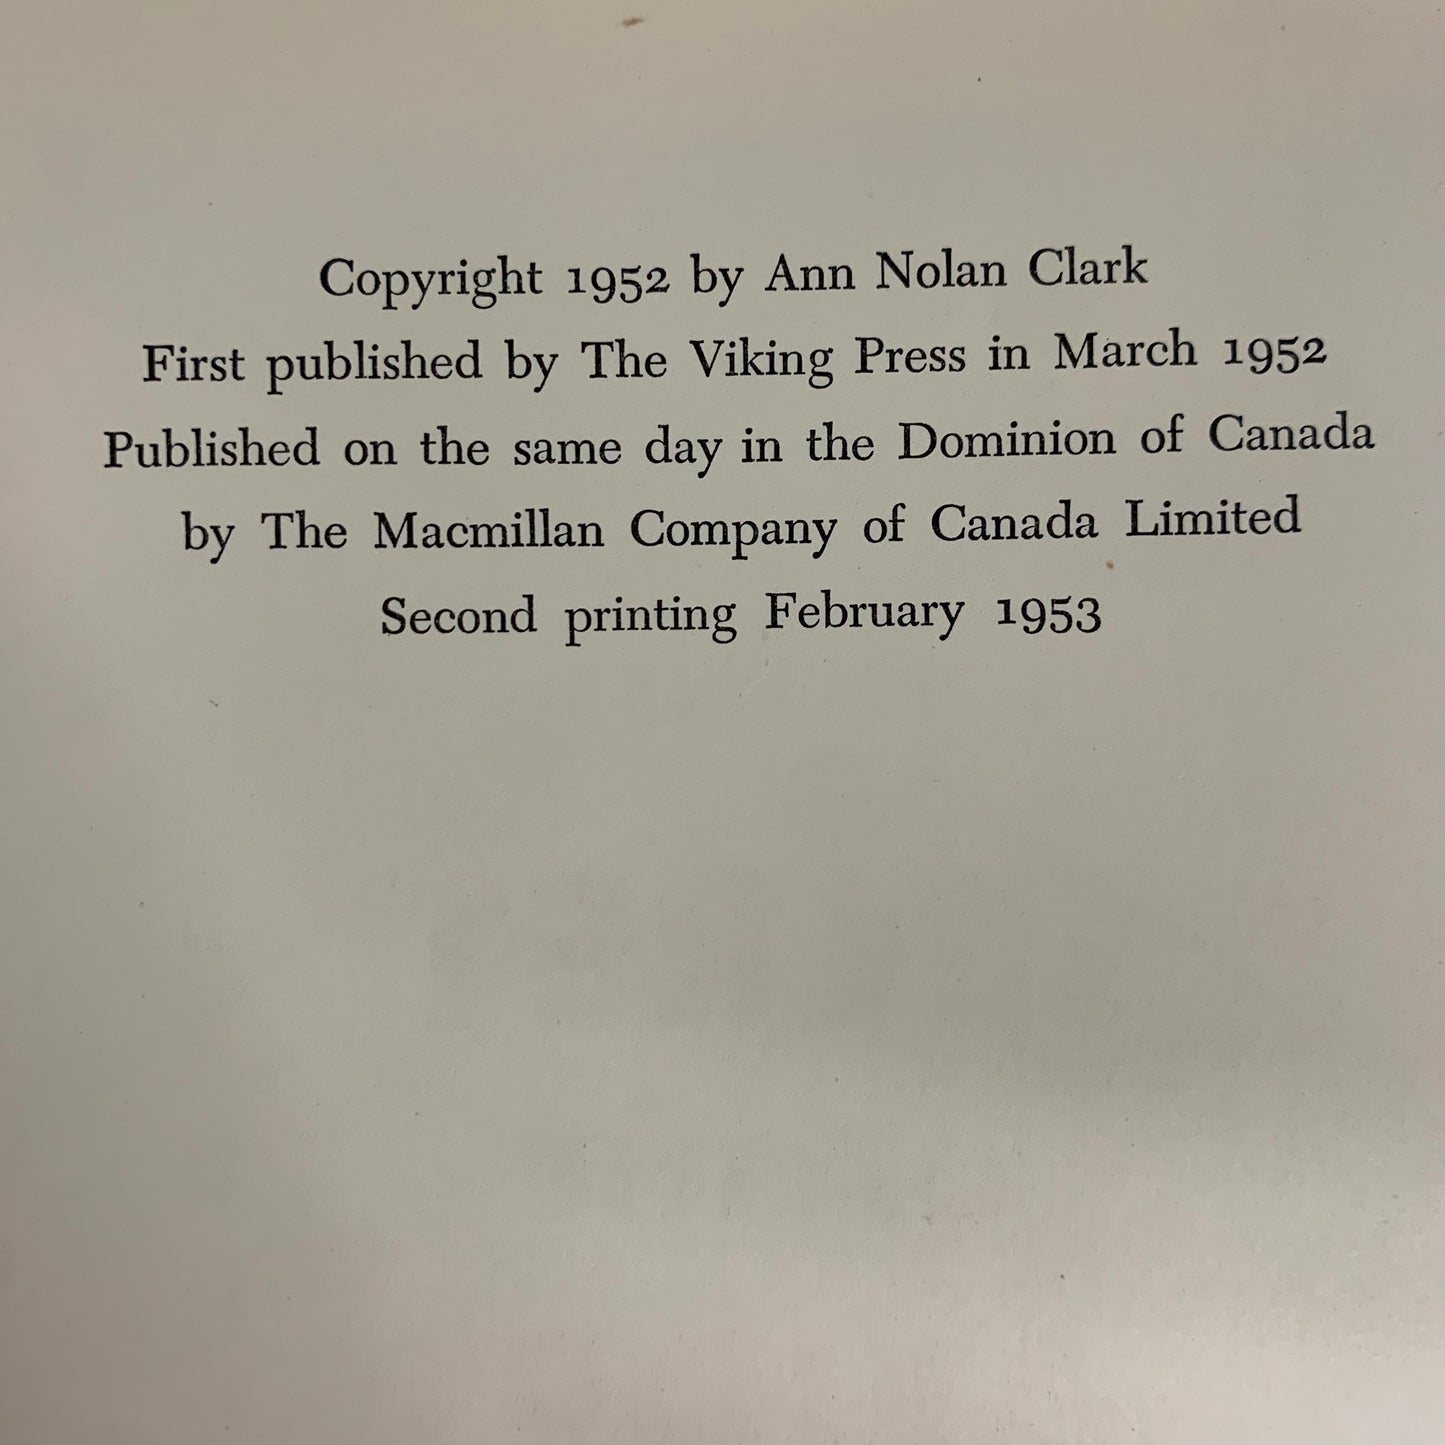 Copyright 1952 by Ann Nolan Clark
First published by The Viking Press in March 1952
Published on the same day in the Dominion of Canada
by The Macmillan Company of Canada Limited
Second printing February 1953